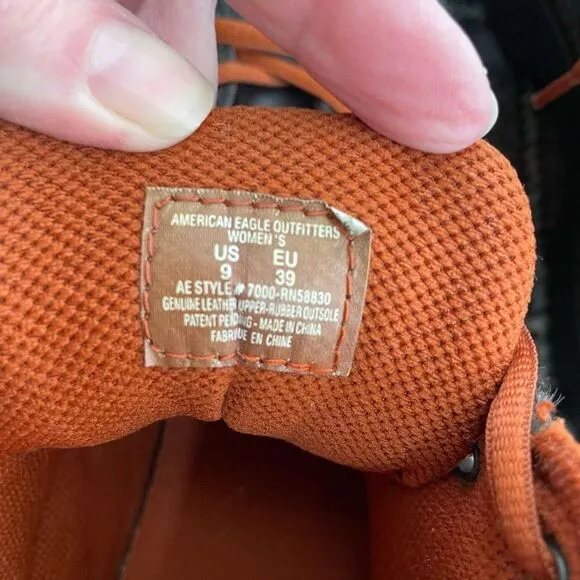 AMERICAN EAGLE OUTFITTERS
WOMEN'S
US EU
9 39
AE STYLE # 7000-RN58830
GENUINE LEATHER UPPER-RUBBER OUTSOLE
PATENT PENDING - MADE IN CHINA
FABRIQUE EN CHINE